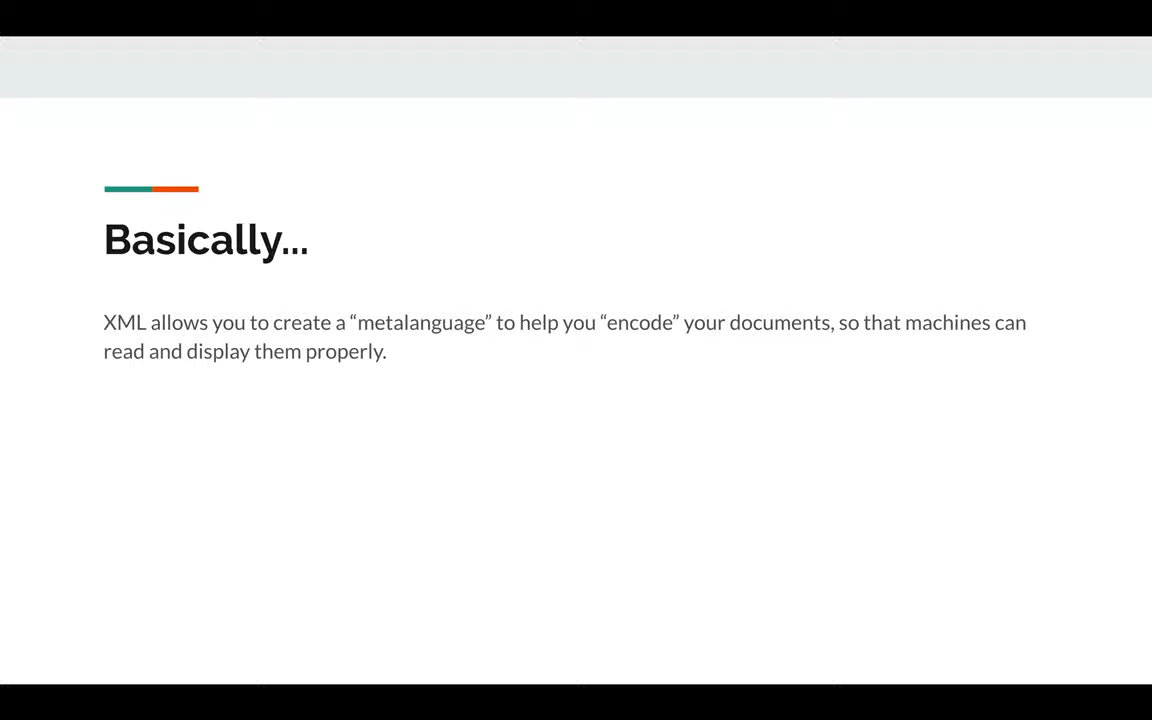 Basically...
XML allows you to create a “metalanguage” to help you “encode” your documents, so that machines can
read and display them properly.